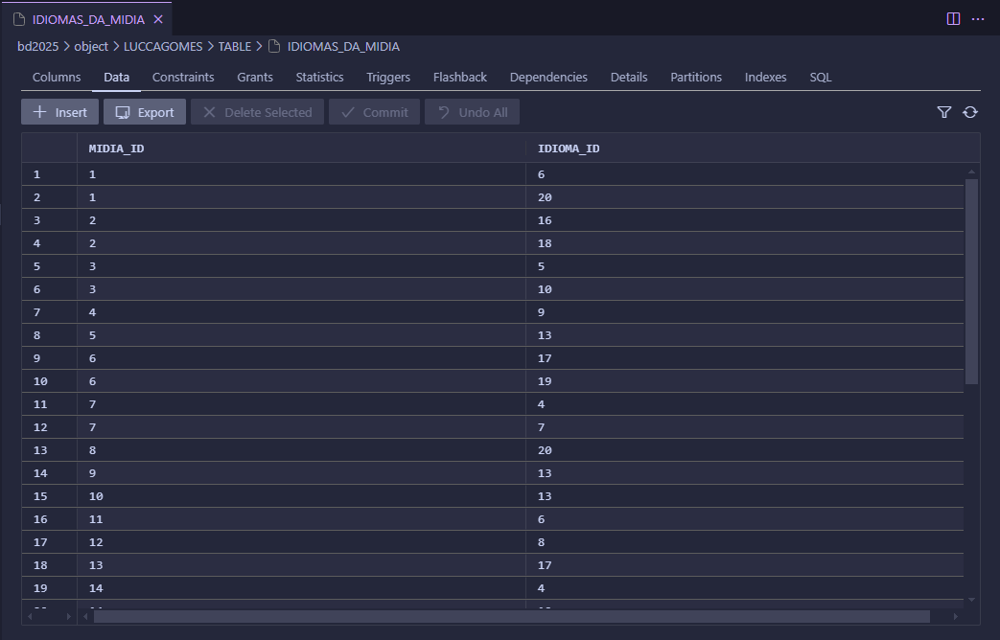 IDIOMAS_DA_MIDIA
bd2025 > object > LUCCAGOMES > TABLE > IDIOMAS_DA_MIDIA
Columns Data Constraints Grants Statistics Triggers Flashback Dependencies Details Partitions Indexes SQL
Insert Export Delete Selected Commit Undo All
MIDIA_ID IDIOMA_ID
1 1 6
2 1 20
3 2 16
4 2 18
5 3 5
6 3 10
7 4 9
8 5 13
9 6 17
10 6 19
11 7 4
12 7 7
13 8 20
14 9 13
15 10 13
16 11 6
17 12 8
18 13 17
19 14 4